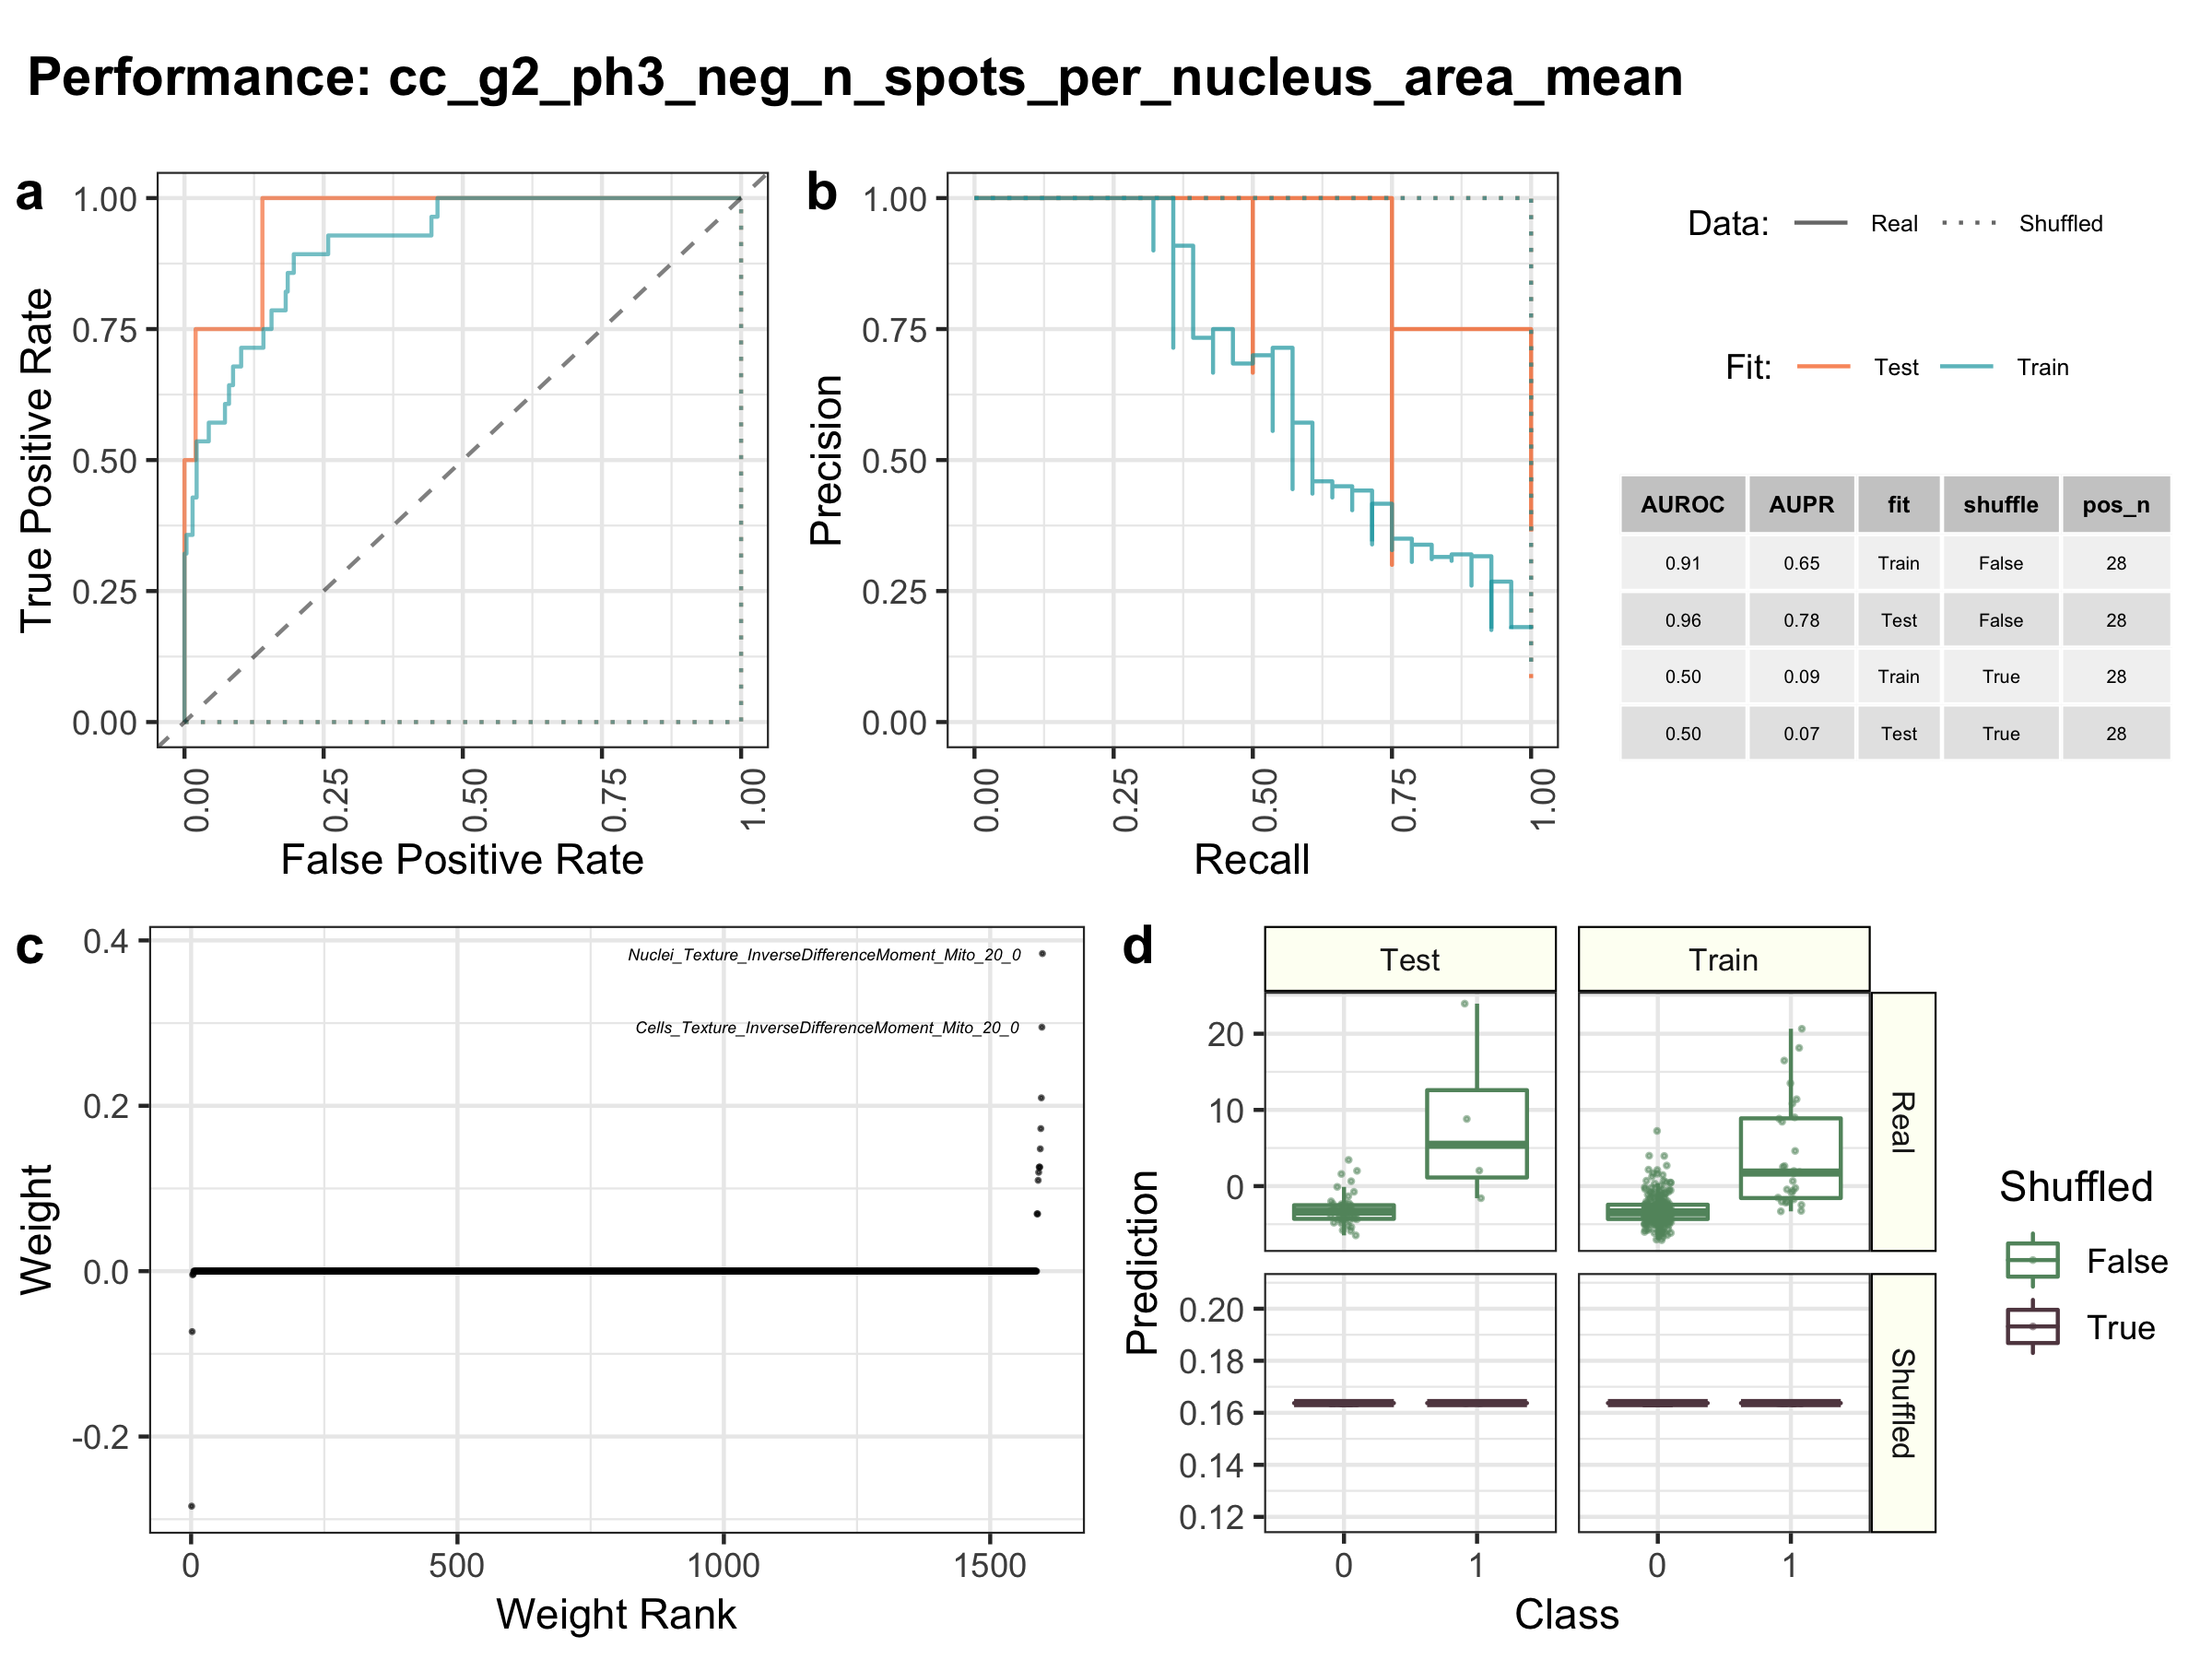 Performance: cc_g2_ph3_neg_n_spots_per_nucleus_area_mean
a
1.00
0.75
0.50
0.25
0.00
True Positive Rate
0.00
0.25
0.50
0.75
1.00
False Positive Rate
b
1.00
0.75
0.50
0.25
0.00
Precision
0.00
0.25
0.50
0.75
1.00
Recall
Data: Real Shuffled
Fit: Test Train
AUROC AUPR fit shuffle pos_n
0.91 0.65 Train False 28
0.96 0.78 Test False 28
0.50 0.09 Train True 28
0.50 0.07 Test True 28
c
0.4
0.2
0.0
-0.2
Weight
Nuclei_Texture_InverseDifferenceMoment_Mito_20_0
Cells_Texture_InverseDifferenceMoment_Mito_20_0
0 500 1000 1500
Weight Rank
d
Test Train
Real
Shuffled
20
10
0
0.20
0.18
0.16
0.14
0.12
Prediction
0 1 0 1
Class
Shuffled
False
True